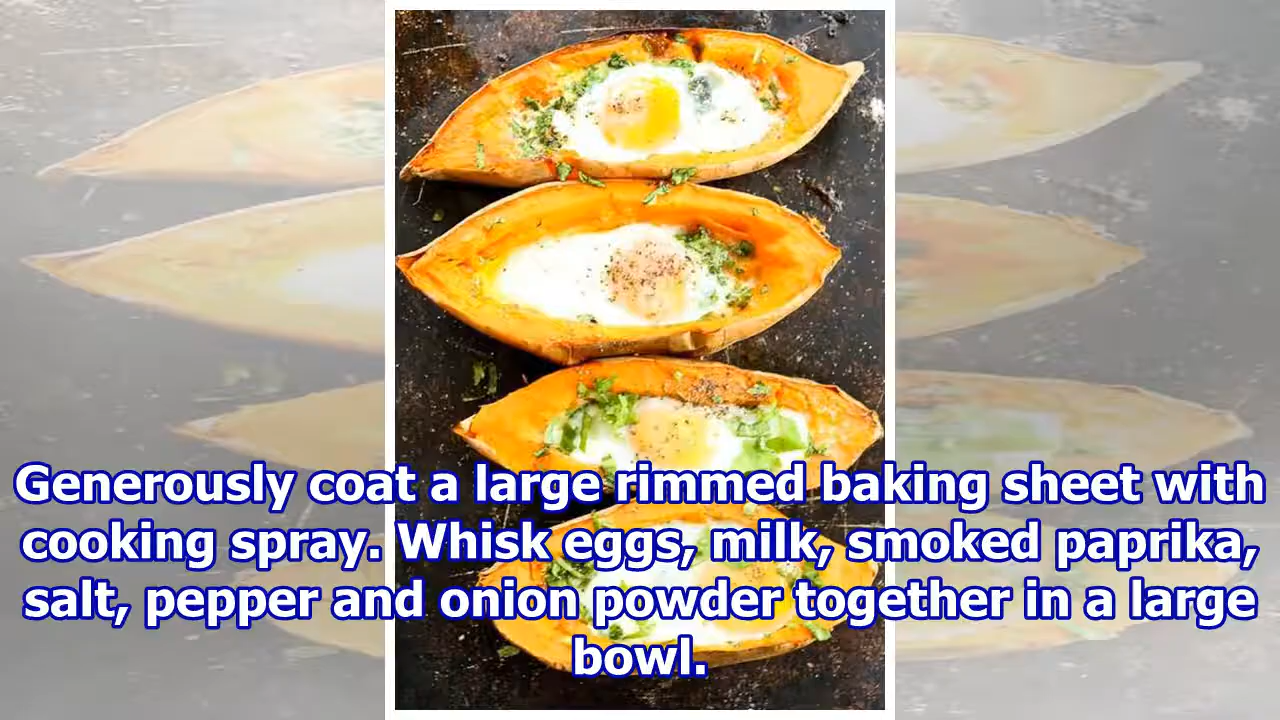 Generously coat a large rimmed baking sheet with
cooking spray. Whisk eggs, milk, smoked paprika,
salt, pepper and onion powder together in a large
bowl.